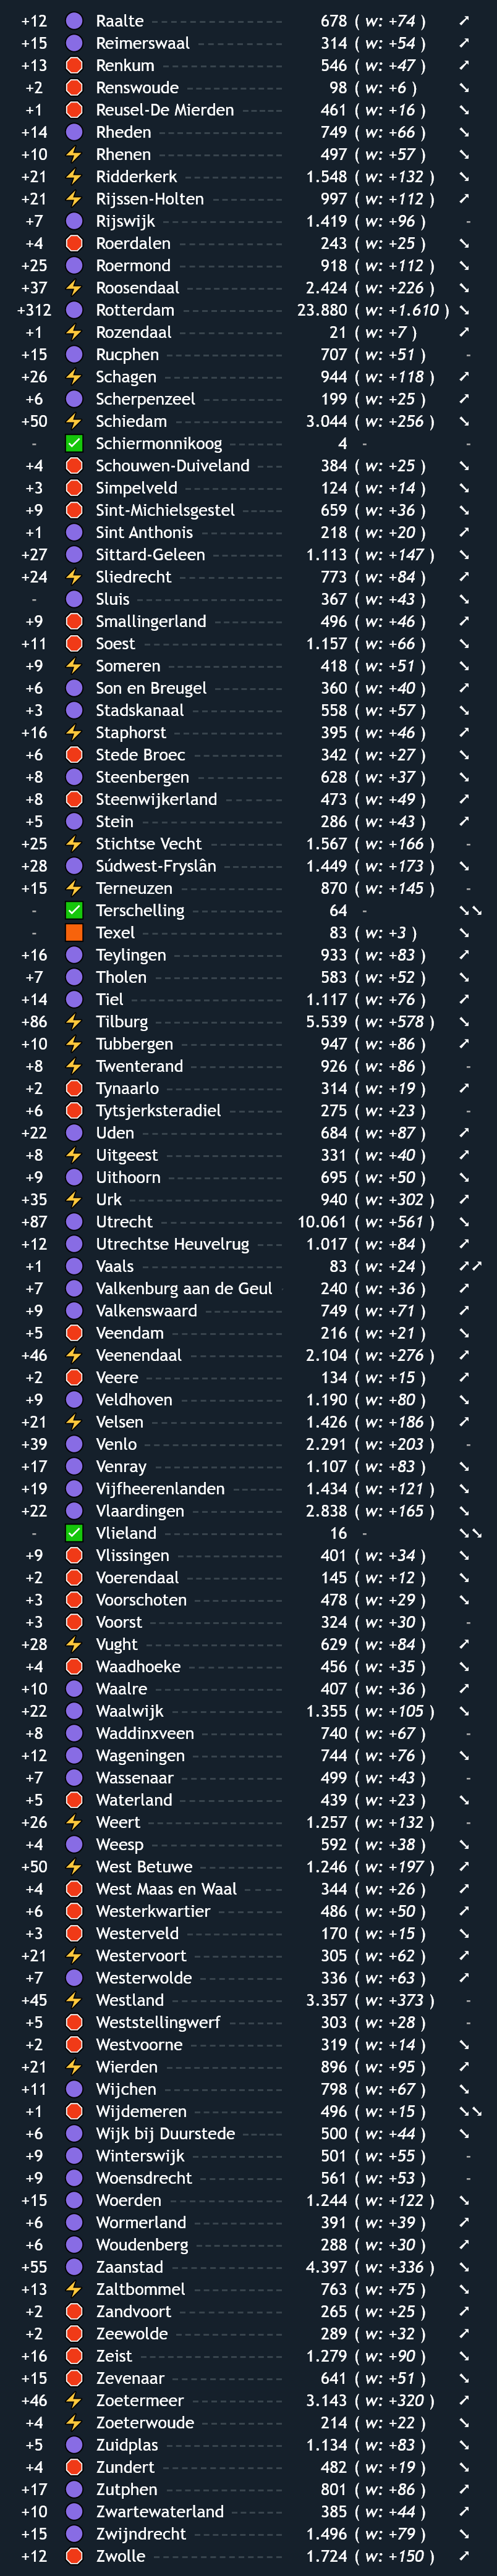 +12 Raalte 678 ( w: +74 ) ↗
+15 Reimerswaal 314 ( w: +54 ) ↗
+13 Renkum 546 ( w: +47 ) ↗
+2 Renswoude 98 ( w: +6 ) ↘
+1 Reusel-De Mierden 461 ( w: +16 ) ↘
+14 Rheden 749 ( w: +66 ) ↘
+10 Rhenen 497 ( w: +57 ) ↘
+21 Ridderkerk 1.548 ( w: +132 ) ↘
+21 Rijssen-Holten 997 ( w: +112 ) ↗
+7 Rijswijk 1.419 ( w: +96 ) -
+4 Roerdalen 243 ( w: +25 ) ↘
+25 Roermond 918 ( w: +112 ) ↘
+37 Roosendaal 2.424 ( w: +226 ) ↘
+312 Rotterdam 23.880 ( w: +1.610 ) ↘
+1 Rozendaal 21 ( w: +7 ) ↗
+15 Rucphen 707 ( w: +51 ) -
+26 Schagen 944 ( w: +118 ) ↗
+6 Scherpenzeel 199 ( w: +25 ) ↗
+50 Schiedam 3.044 ( w: +256 ) ↘
- Schiermonnikoog 4 - -
+4 Schouwen-Duiveland 384 ( w: +25 ) ↘
+3 Simpelveld 124 ( w: +14 ) ↘
+9 Sint-Michielsgestel 659 ( w: +36 ) ↘
+1 Sint Anthonis 218 ( w: +20 ) ↗
+27 Sittard-Geleen 1.113 ( w: +147 ) ↘
+24 Sliedrecht 773 ( w: +84 ) ↗
- Sluis 367 ( w: +43 ) ↘
+9 Smallingerland 496 ( w: +46 ) ↗
+11 Soest 1.157 ( w: +66 ) ↘
+9 Someren 418 ( w: +51 ) ↘
+6 Son en Breugel 360 ( w: +40 ) ↗
+3 Stadskanaal 558 ( w: +57 ) ↘
+16 Staphorst 395 ( w: +46 ) ↗
+6 Stede Broec 342 ( w: +27 ) ↘
+8 Steenbergen 628 ( w: +37 ) ↘
+8 Steenwijkerland 473 ( w: +49 ) ↗
+5 Stein 286 ( w: +43 ) ↗
+25 Stichtse Vecht 1.567 ( w: +166 ) -
+28 Súdwest-Fryslân 1.449 ( w: +173 ) ↘
+15 Terneuzen 870 ( w: +145 ) -
- Terschelling 64 - ↘↘
- Texel 83 ( w: +3 ) ↘
+16 Teylingen 933 ( w: +83 ) ↗
+7 Tholen 583 ( w: +52 ) ↘
+14 Tiel 1.117 ( w: +76 ) ↗
+86 Tilburg 5.539 ( w: +578 ) ↘
+10 Tubbergen 947 ( w: +86 ) ↗
+8 Twenterand 926 ( w: +86 ) -
+2 Tynaarlo 314 ( w: +19 ) ↗
+6 Tytsjerksteradiel 275 ( w: +23 ) -
+22 Uden 684 ( w: +87 ) ↗
+8 Uitgeest 331 ( w: +40 ) ↗
+9 Uithoorn 695 ( w: +50 ) ↘
+35 Urk 940 ( w: +302 ) ↗
+87 Utrecht 10.061 ( w: +561 ) ↘
+12 Utrechtse Heuvelrug 1.017 ( w: +84 ) ↗
+1 Vaals 83 ( w: +24 ) ↗↗
+7 Valkenburg aan de Geul 240 ( w: +36 ) ↗
+9 Valkenswaard 749 ( w: +71 ) ↗
+5 Veendam 216 ( w: +21 ) ↘
+46 Veenendaal 2.104 ( w: +276 ) ↗
+2 Veere 134 ( w: +15 ) ↗
+9 Veldhoven 1.190 ( w: +80 ) ↘
+21 Velsen 1.426 ( w: +186 ) ↗
+39 Venlo 2.291 ( w: +203 ) -
+17 Venray 1.107 ( w: +83 ) ↘
+19 Vijfheerenlanden 1.434 ( w: +121 ) ↘
+22 Vlaardingen 2.838 ( w: +165 ) ↘
- Vlieland 16 - ↘↘
+9 Vlissingen 401 ( w: +34 ) ↘
+2 Voerendaal 145 ( w: +12 ) ↘
+3 Voorschoten 478 ( w: +29 ) ↘
+3 Voorst 324 ( w: +30 ) -
+28 Vught 629 ( w: +84 ) ↗
+4 Waadhoeke 456 ( w: +35 ) ↘
+10 Waalre 407 ( w: +36 ) ↗
+22 Waalwijk 1.355 ( w: +105 ) ↘
+8 Waddinxveen 740 ( w: +67 ) -
+12 Wageningen 744 ( w: +76 ) ↘
+7 Wassenaar 499 ( w: +43 ) -
+5 Waterland 439 ( w: +23 ) ↘
+26 Weert 1.257 ( w: +132 ) -
+4 Weesp 592 ( w: +38 ) ↘
+50 West Betuwe 1.246 ( w: +197 ) ↗
+4 West Maas en Waal 344 ( w: +26 ) ↗
+6 Westerkwartier 486 ( w: +50 ) ↗
+3 Westerveld 170 ( w: +15 ) ↘
+21 Westervoort 305 ( w: +62 ) ↗
+7 Westerwolde 336 ( w: +63 ) ↗
+45 Westland 3.357 ( w: +373 ) -
+5 Weststellingwerf 303 ( w: +28 ) -
+2 Westvoorne 319 ( w: +14 ) ↘
+21 Wierden 896 ( w: +95 ) ↗
+11 Wijchen 798 ( w: +67 ) ↘
+1 Wijdemeren 496 ( w: +15 ) ↘↘
+6 Wijk bij Duurstede 500 ( w: +44 ) ↘
+9 Winterswijk 501 ( w: +55 ) -
+9 Woensdrecht 561 ( w: +53 ) -
+15 Woerden 1.244 ( w: +122 ) ↘
+6 Wormerland 391 ( w: +39 ) ↗
+6 Woudenberg 288 ( w: +30 ) ↗
+55 Zaanstad 4.397 ( w: +336 ) ↘
+13 Zaltbommel 763 ( w: +75 ) ↘
+2 Zandvoort 265 ( w: +25 ) ↗
+2 Zeewolde 289 ( w: +32 ) ↗
+16 Zeist 1.279 ( w: +90 ) ↘
+15 Zevenaar 641 ( w: +51 ) ↘
+46 Zoetermeer 3.143 ( w: +320 ) ↗
+4 Zoeterwoude 214 ( w: +22 ) ↘
+5 Zuidplas 1.134 ( w: +83 ) ↘
+4 Zundert 482 ( w: +19 ) ↘
+17 Zutphen 801 ( w: +86 ) ↗
+10 Zwartewaterland 385 ( w: +44 ) ↗
+15 Zwijndrecht 1.496 ( w: +79 ) ↘
+12 Zwolle 1.724 ( w: +150 ) ↗